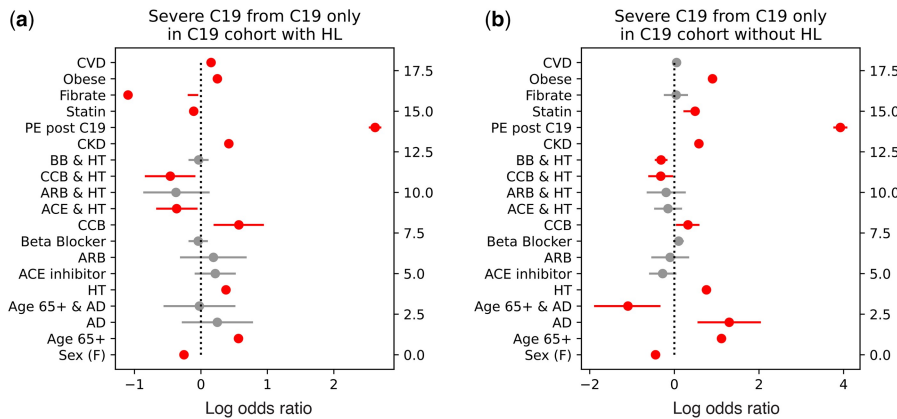 (a)
Severe C19 from C19 only
in C19 cohort with HL
CVD
Obese
Fibrate
Statin
PE post C19
CKD
BB & HT
CCB & HT
ARB & HT
ACE & HT
CCB
Beta Blocker
ARB
ACE inhibitor
HT
Age 65+ & AD
AD
Age 65+
Sex (F)
17.5
15.0
12.5
10.0
7.5
5.0
2.5
0.0
−1 0 1 2
Log odds ratio
(b)
Severe C19 from C19 only
in C19 cohort without HL
CVD
Obese
Fibrate
Statin
PE post C19
CKD
BB & HT
CCB & HT
ARB & HT
ACE & HT
CCB
Beta Blocker
ARB
ACE inhibitor
HT
Age 65+ & AD
AD
Age 65+
Sex (F)
17.5
15.0
12.5
10.0
7.5
5.0
2.5
0.0
−2 0 2 4
Log odds ratio